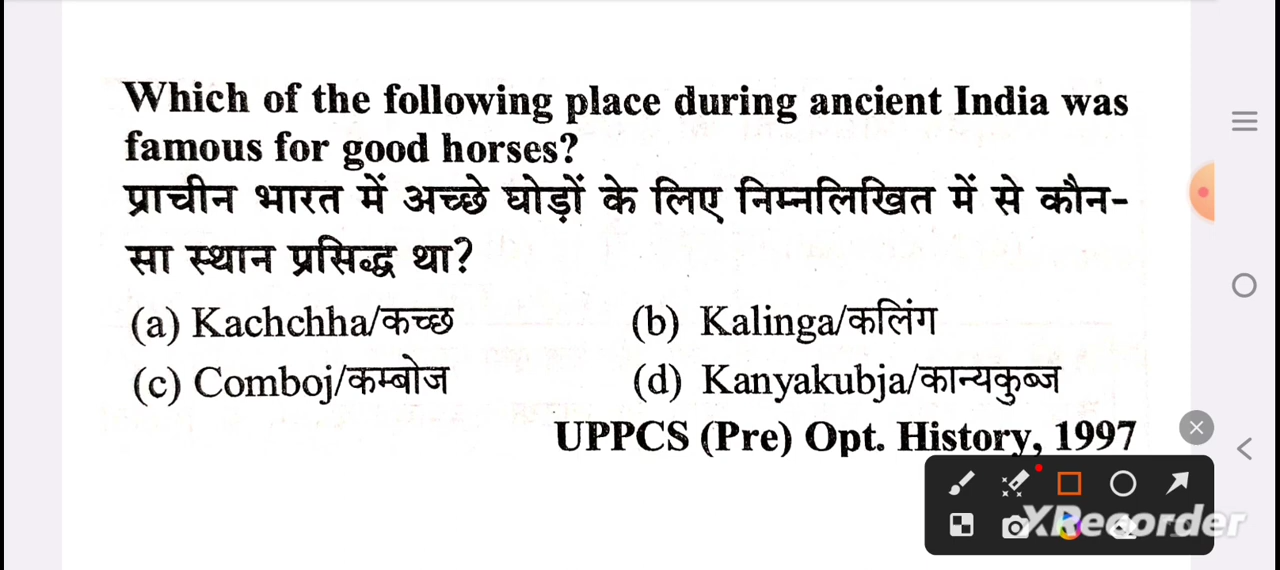 Which of the following place during ancient India was
famous for good horses?
प्राचीन भारत में अच्छे घोड़ों के लिए निम्नलिखित में से कौन-
सा स्थान प्रसिद्ध था?
(a) Kachchha/कच्छ (b) Kalinga/कलिंग
(c) Comboj/कम्बोज (d) Kanyakubja/कान्यकुब्ज
UPPCS (Pre) Opt. History, 1997
XRecorder